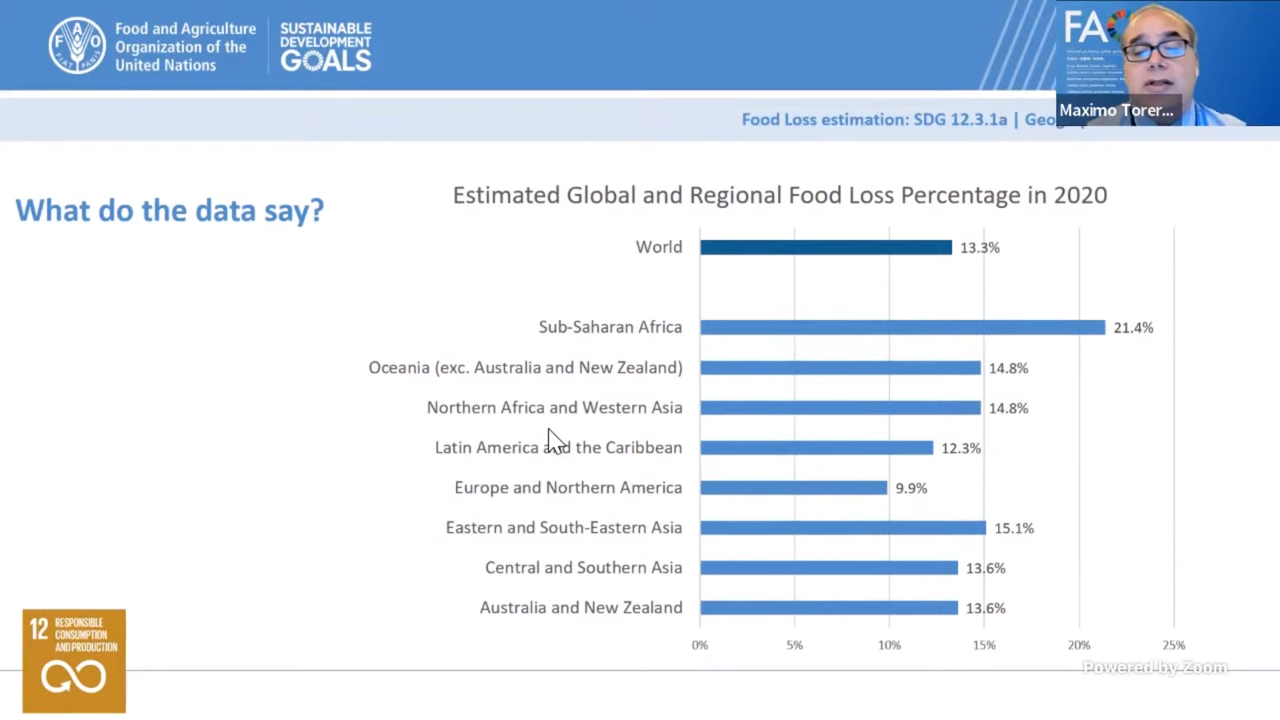 Food and Agriculture
Organization of the
United Nations
FAO
FIAT PANIS
SUSTAINABLE
DEVELOPMENT
GOALS
FAO
Maximo Torer...
Food Loss estimation: SDG 12.3.1a |
What do the data say?
Estimated Global and Regional Food Loss Percentage in 2020
World 13.3%
Sub-Saharan Africa 21.4%
Oceania (exc. Australia and New Zealand) 14.8%
Northern Africa and Western Asia 14.8%
Latin America and the Caribbean 12.3%
Europe and Northern America 9.9%
Eastern and South-Eastern Asia 15.1%
Central and Southern Asia 13.6%
Australia and New Zealand 13.6%
0% 5% 10% 15% 20% 25%
12 RESPONSIBLE
CONSUMPTION
AND PRODUCTION
Powered by Zoom